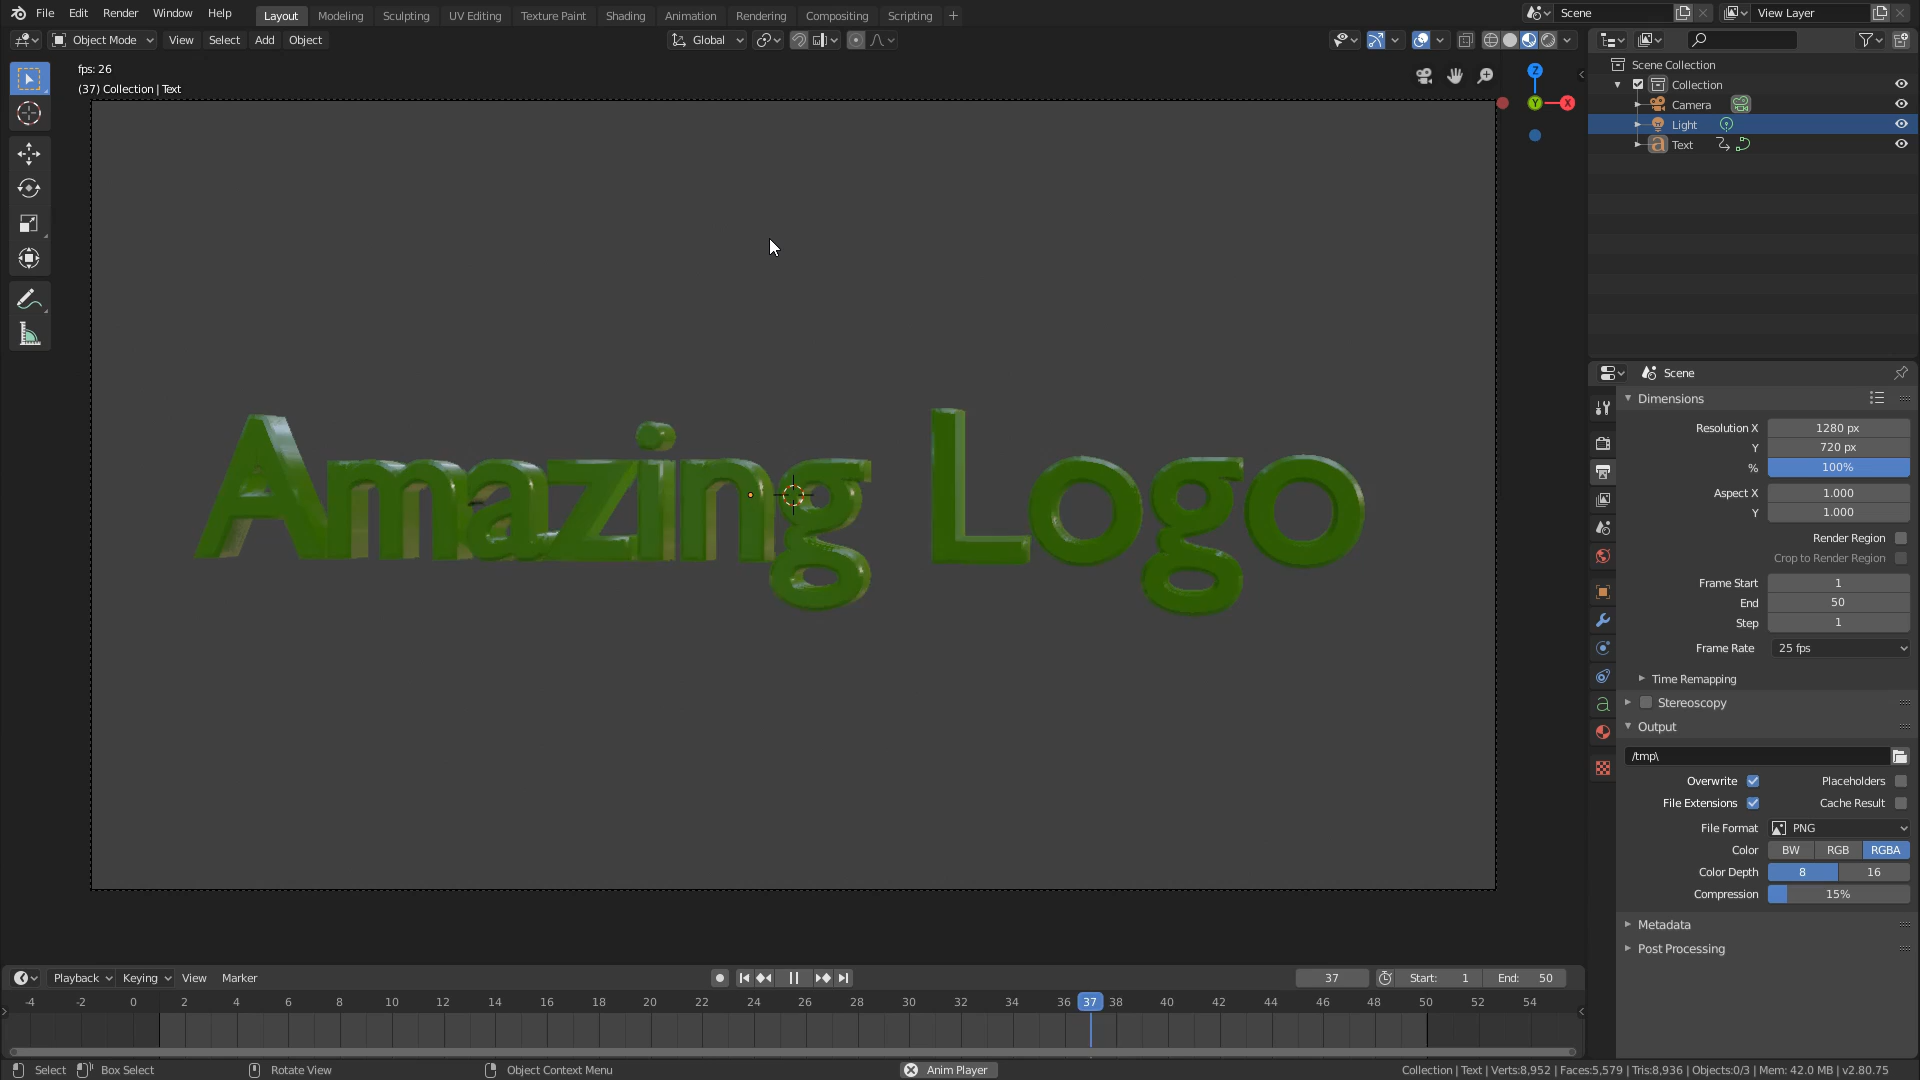 File Edit Render Window Help Layout Modeling Sculpting UV Editing Texture Paint Shading Animation Rendering Compositing Scripting + Scene View Layer
Object Mode View Select Add Object Global
fps: 26
(37) Collection | Text
Z
Y X
Amazing Logo
Scene Collection
Collection
Camera
Light
Text
Scene
Dimensions
Resolution X 1280 px
Y 720 px
% 100%
Aspect X 1.000
Y 1.000
Render Region
Crop to Render Region
Frame Start 1
End 50
Step 1
Frame Rate 25 fps
Time Remapping
Stereoscopy
Output
/tmp\
Overwrite Placeholders
File Extensions Cache Result
File Format PNG
Color BW RGB RGBA
Color Depth 8 16
Compression 15%
Metadata
Post Processing
Playback Keying View Marker 37 Start: 1 End: 50
-4 -2 0 2 4 6 8 10 12 14 16 18 20 22 24 26 28 30 32 34 36 37 38 40 42 44 46 48 50 52 54
Select Box Select Rotate View Object Context Menu Anim Player Collection | Text | Verts:8,952 | Faces:5,579 | Tris:8,936 | Objects:0/3 | Mem: 42.0 MB | v2.80.75